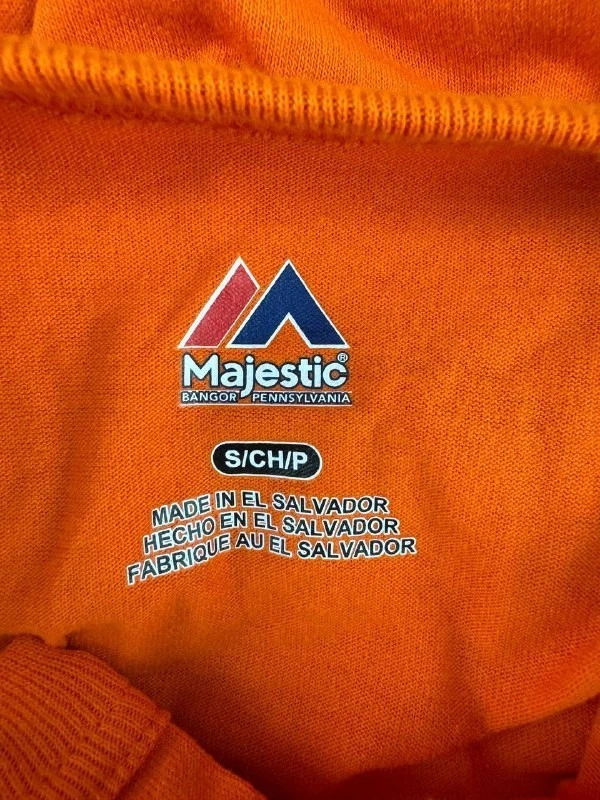 Majestic®
BANGOR PENNSYLVANIA
S/CH/P
MADE IN EL SALVADOR
HECHO EN EL SALVADOR
FABRIQUE AU EL SALVADOR